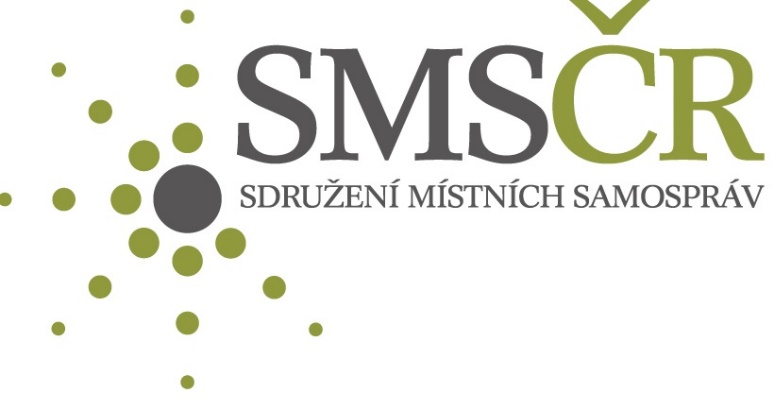 SMSČR
SDRUŽENÍ MÍSTNÍCH SAMOSPRÁV